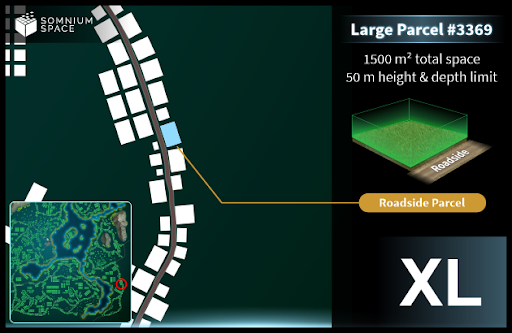 SOMNIUM
SPACE
Large Parcel #3369
1500 m² total space
50 m height & depth limit
Roadside
Roadside Parcel
XL